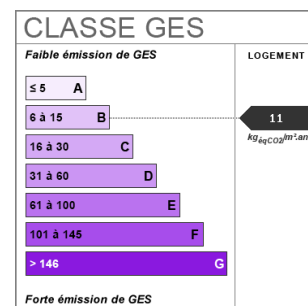 CLASSE GES
Faible émission de GES
LOGEMENT
≤ 5 A
6 à 15 B
11
kgéqCO2/m².an
16 à 30 C
31 à 60 D
61 à 100 E
101 à 145 F
> 146 G
Forte émission de GES